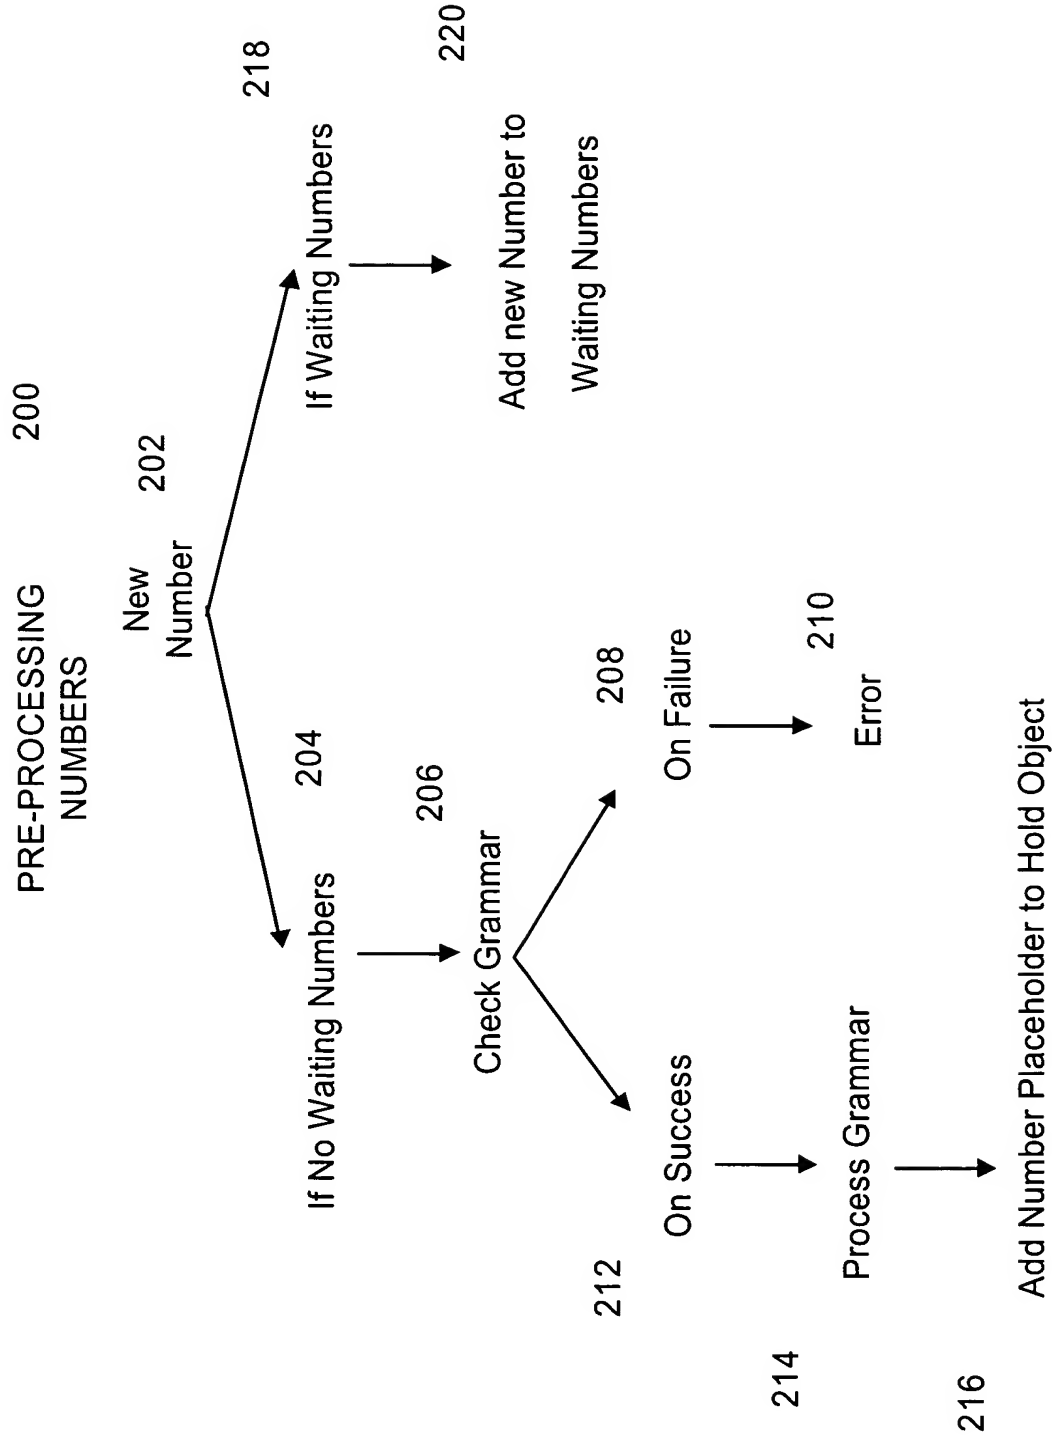 PRE-PROCESSING
NUMBERS
200
New
Number
202
If No Waiting Numbers
204
Check Grammar
206
On Failure
208
Error
210
On Success
212
Process Grammar
214
Add Number Placeholder to Hold Object
216
If Waiting Numbers
218
Add new Number to
Waiting Numbers
220